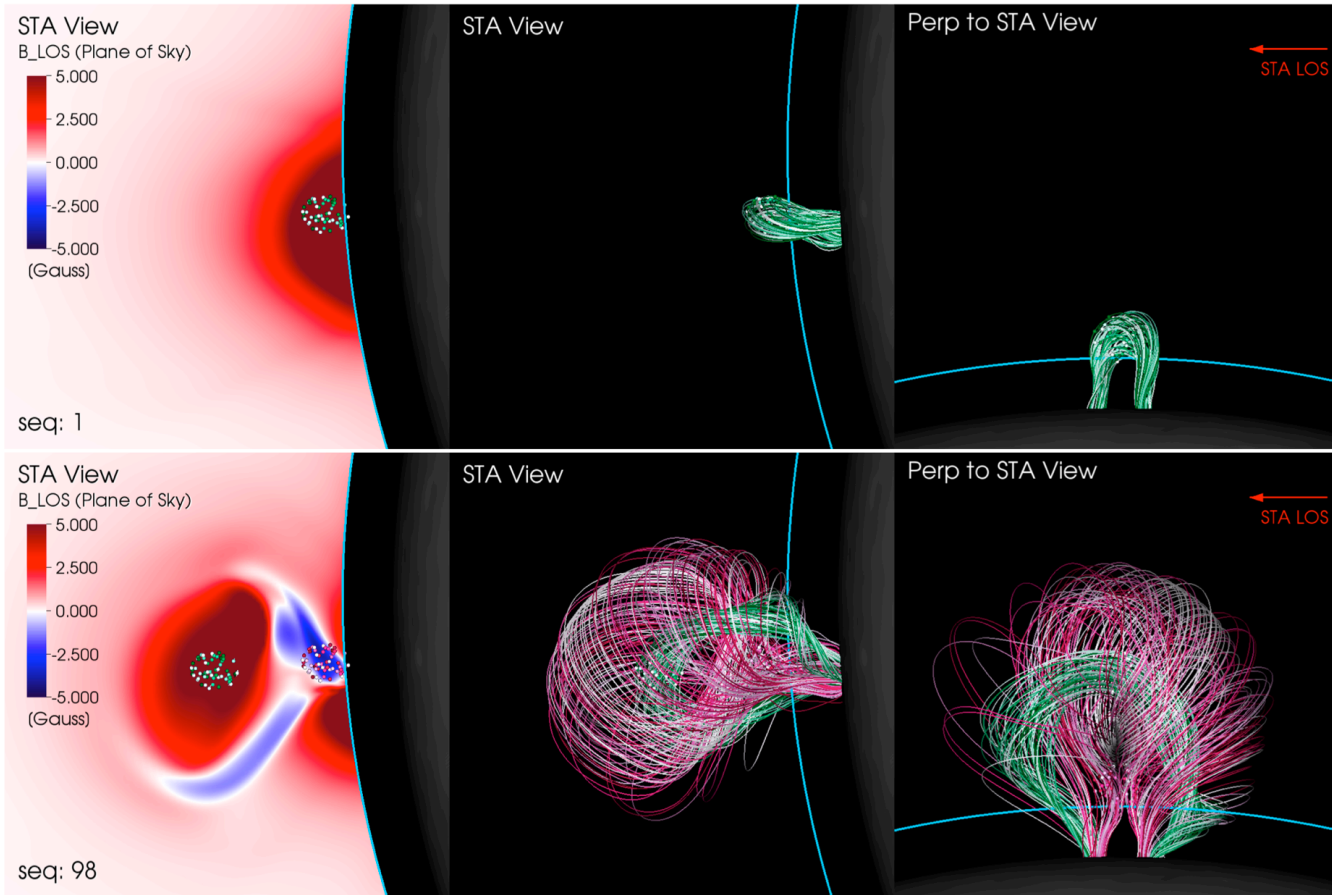 STA View
B_LOS (Plane of Sky)
5.000
2.500
0.000
-2.500
-5.000
(Gauss)
seq: 1
STA View
Perp to STA View
STA LOS
STA View
B_LOS (Plane of Sky)
5.000
2.500
0.000
-2.500
-5.000
(Gauss)
seq: 98
STA View
Perp to STA View
STA LOS